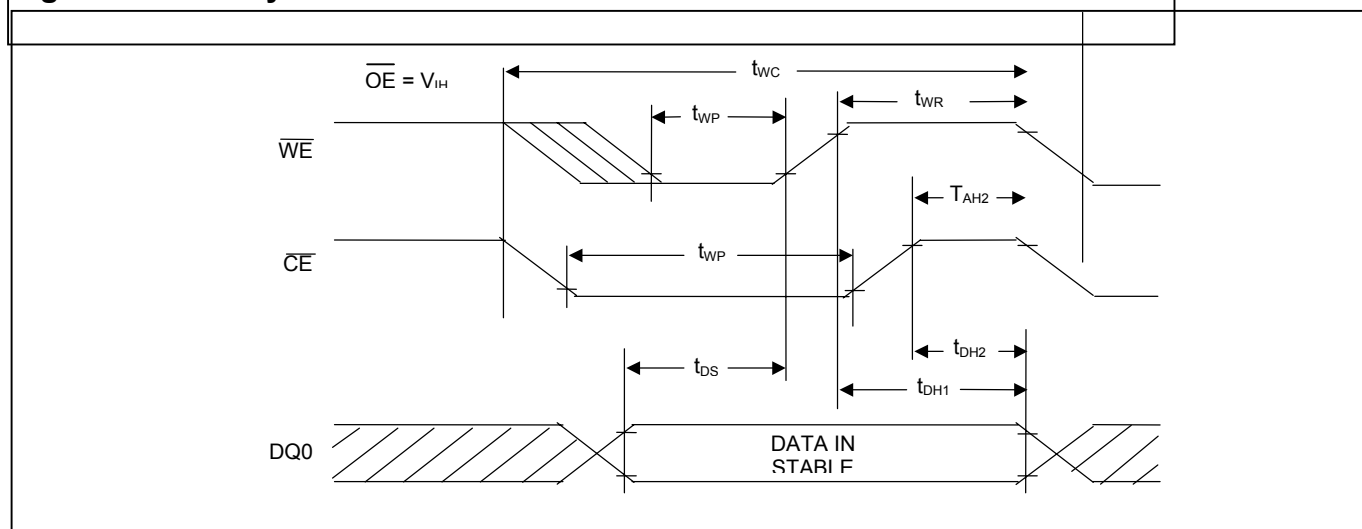 OE = VIH
tWC
tWR
tWP
WE
TAH2
tWP
CE
tDH2
tDS
tDH1
DQ0
DATA IN
STABLE